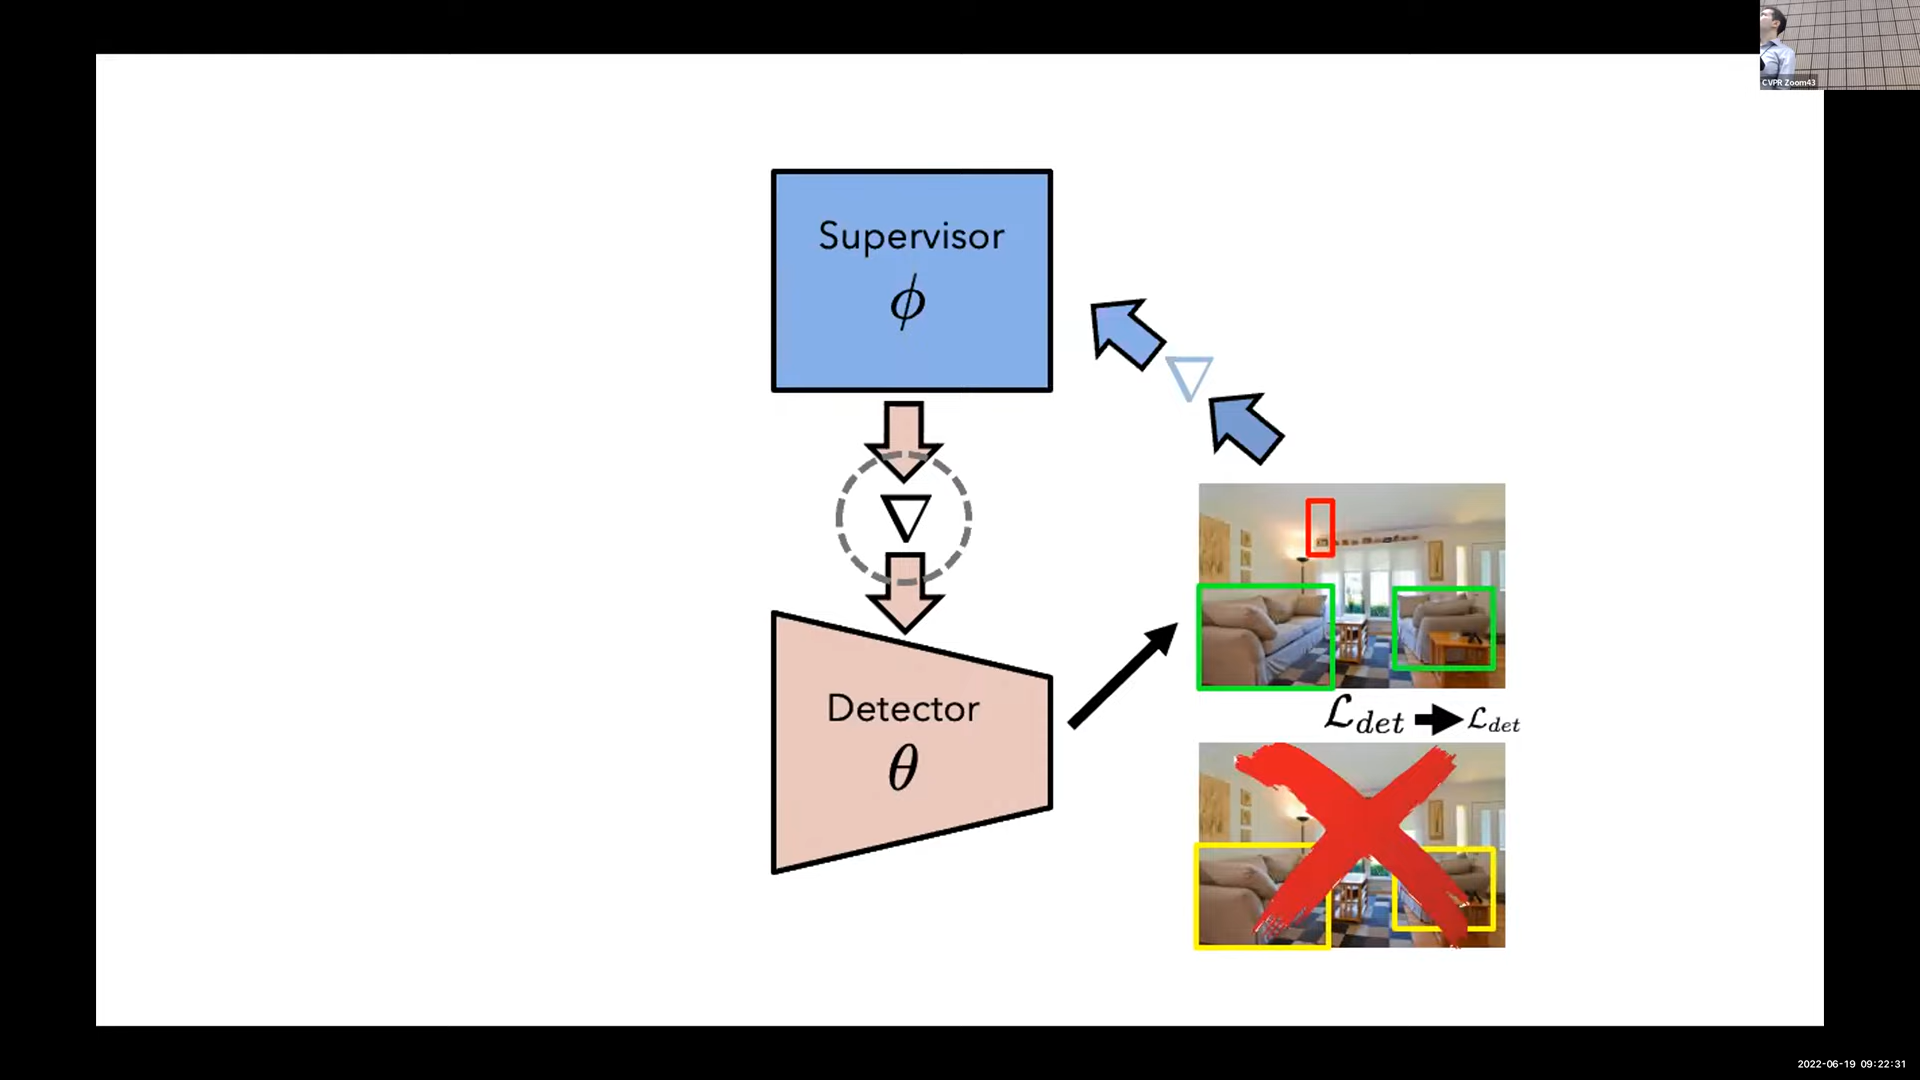 CVPR Zoom43
Supervisor
ϕ
∇
∇
Detector
θ
ℒdet ➡ ℒdet
2022-06-19 09:22:31